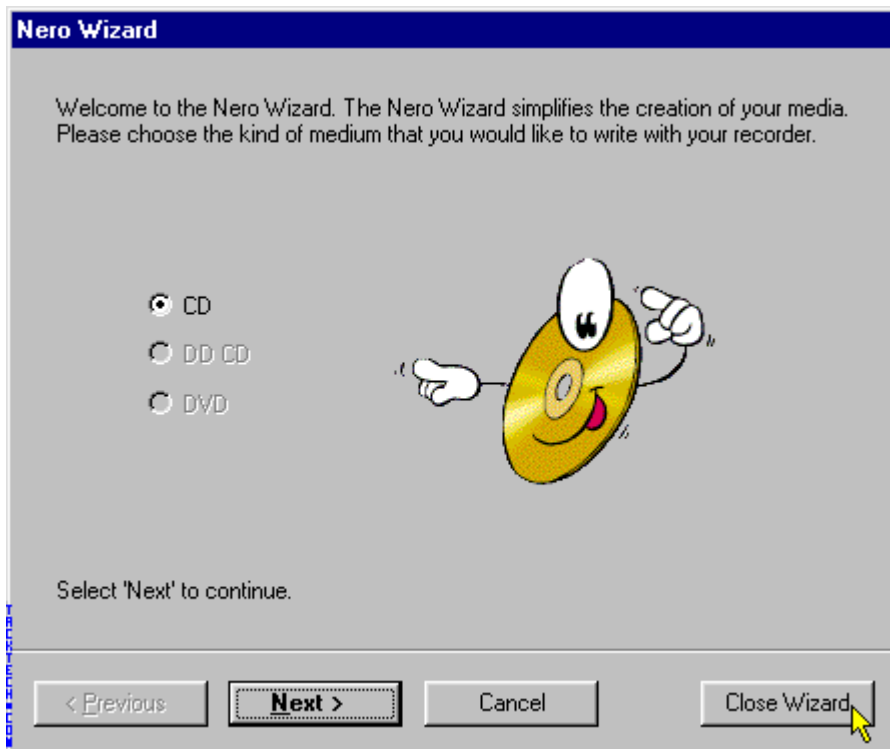 Nero Wizard
Welcome to the Nero Wizard. The Nero Wizard simplifies the creation of your media.
Please choose the kind of medium that you would like to write with your recorder.
CD
DD CD
DVD
Select 'Next' to continue.
< Previous
Next >
Cancel
Close Wizard